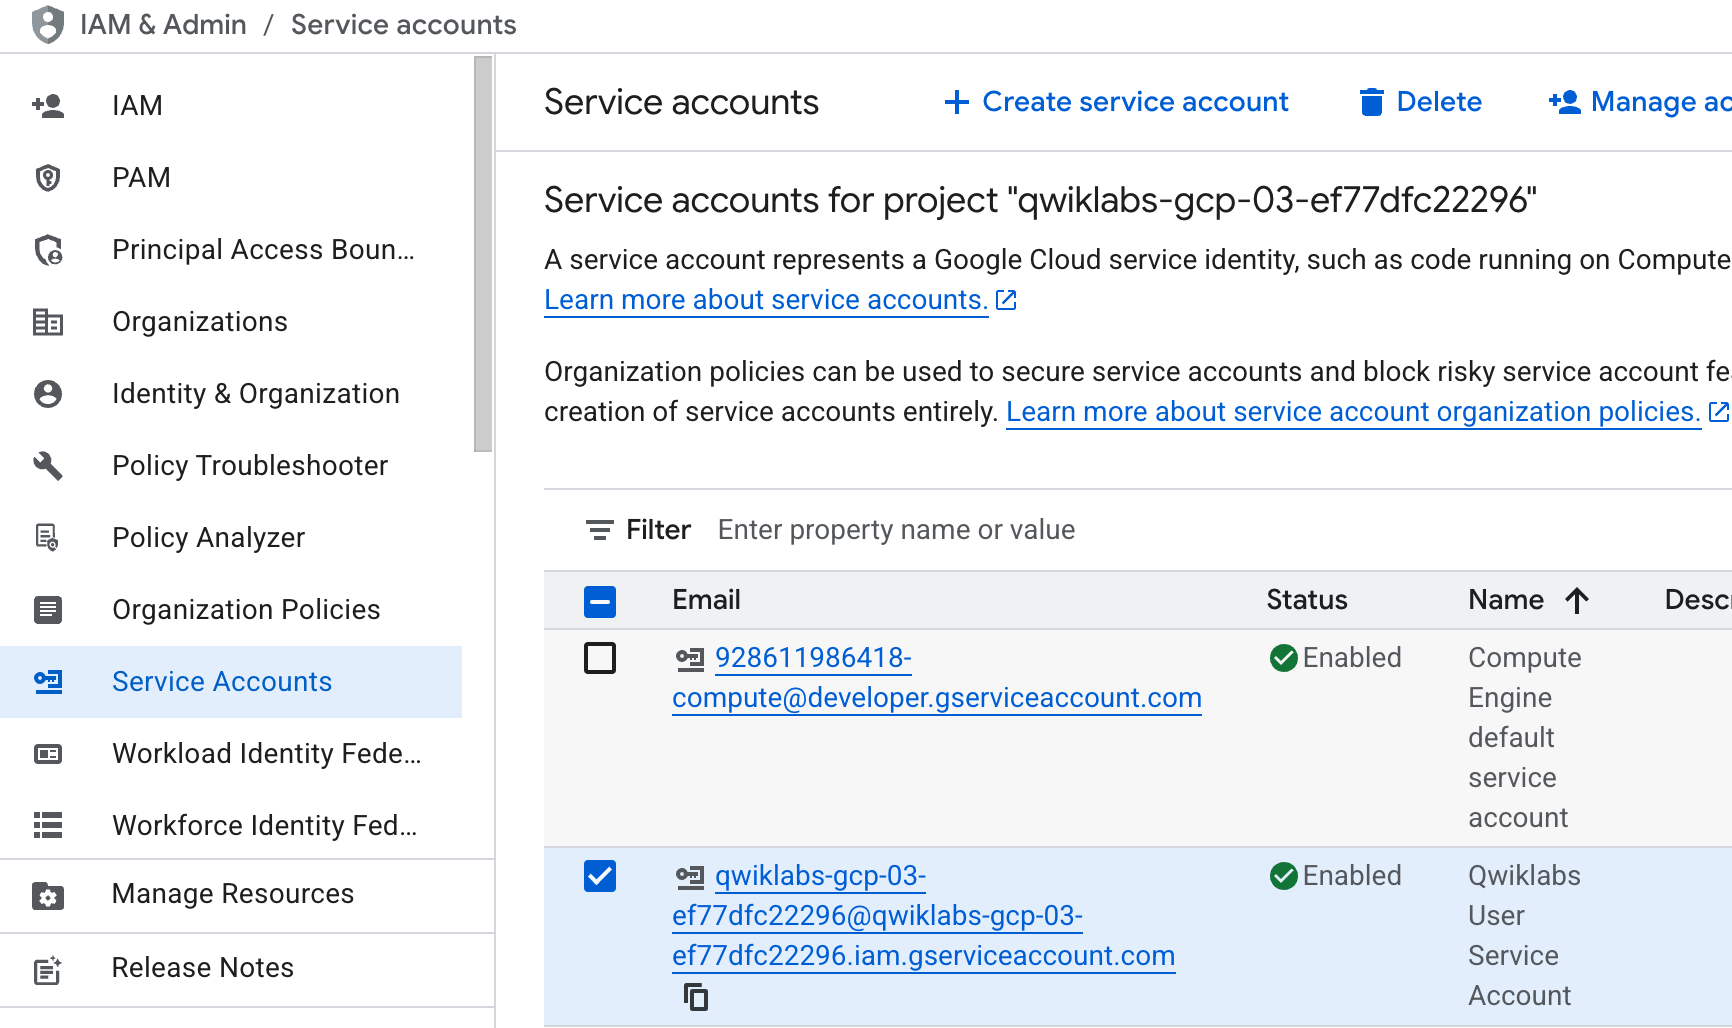 IAM & Admin / Service accounts
IAM
PAM
Principal Access Boun...
Organizations
Identity & Organization
Policy Troubleshooter
Policy Analyzer
Organization Policies
Service Accounts
Workload Identity Fede...
Workforce Identity Fed...
Manage Resources
Release Notes
Service accounts
+ Create service account
Delete
Manage ac
Service accounts for project "qwiklabs-gcp-03-ef77dfc22296"
A service account represents a Google Cloud service identity, such as code running on Compute
Learn more about service accounts.
Organization policies can be used to secure service accounts and block risky service account fe
creation of service accounts entirely. Learn more about service account organization policies.
Filter Enter property name or value
Email Status Name Descr
928611986418-
compute@developer.gserviceaccount.com
Enabled
Compute
Engine
default
service
account
qwiklabs-gcp-03-
ef77dfc22296@qwiklabs-gcp-03-
ef77dfc22296.iam.gserviceaccount.com
Enabled
Qwiklabs
User
Service
Account